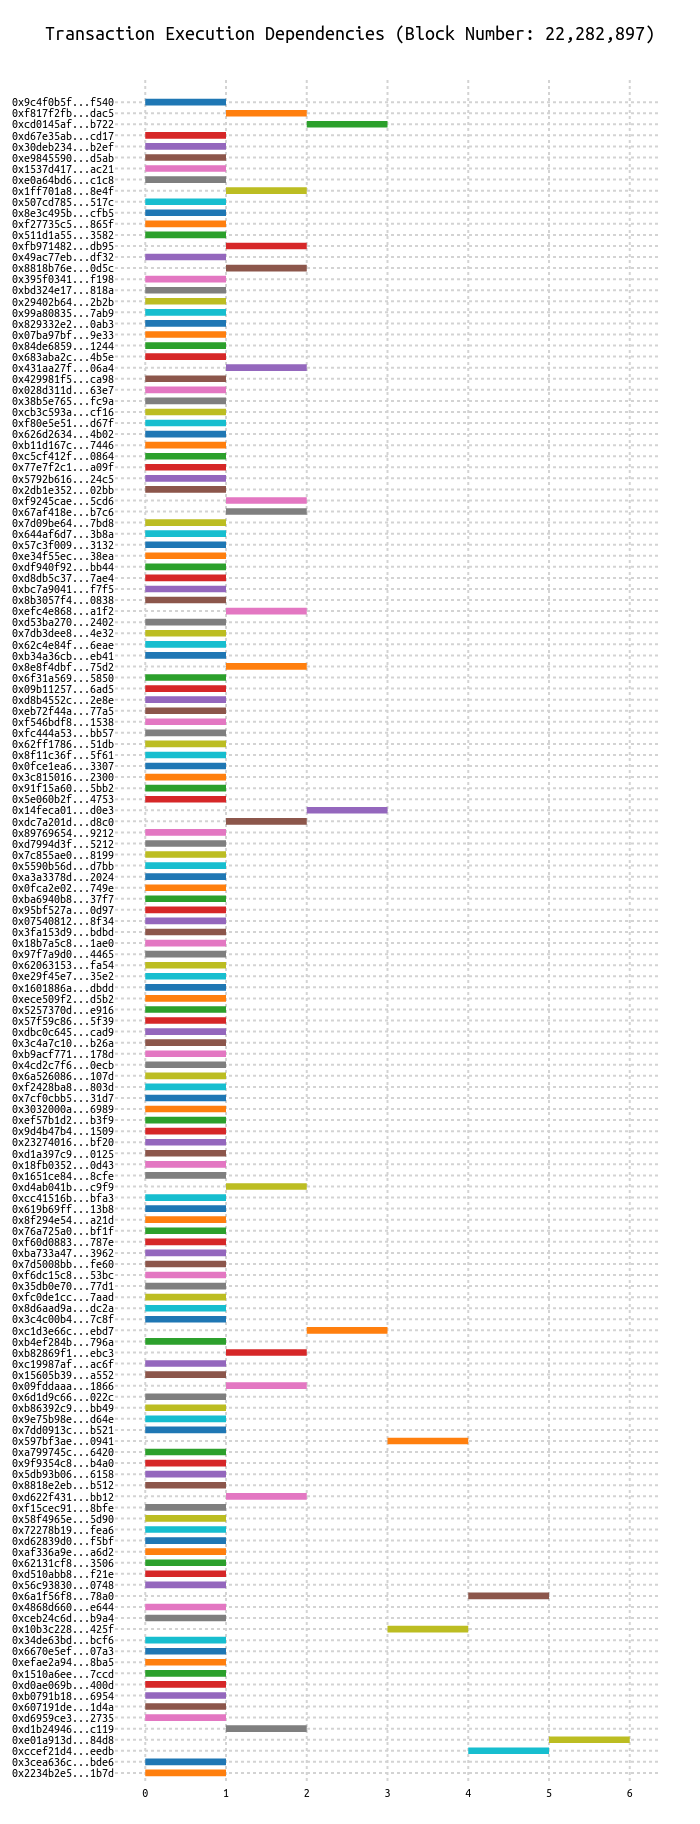 Transaction Execution Dependencies (Block Number: 22,282,897)
0x9c4f0b5f...f540
0xf817f2fb...dac5
0xcd0145af...b722
0xd67e35ab...cd17
0x30deb234...b2ef
0xe9845590...d5ab
0x1537d417...ac21
0xe0a64bd6...c1c8
0x1ff701a8...8e4f
0x507cd785...517c
0x8e3c495b...cfb5
0xf27735c5...865f
0x511d1a55...3582
0xfb971482...db95
0x49ac77eb...df32
0x8818b76e...0d5c
0x395f0341...f198
0xbd324e17...818a
0x29402b64...2b2b
0x99a80835...7ab9
0x829332e2...0ab3
0x07ba97bf...9e33
0x84de6859...1244
0x683aba2c...4b5e
0x431aa27f...06a4
0x429981f5...ca98
0x028d311d...63e7
0x38b5e765...fc9a
0xcb3c593a...cf16
0xf80e5e51...d67f
0x626d2634...4b02
0xb11d167c...7446
0xc5cf412f...0864
0x77e7f2c1...a09f
0x5792b616...24c5
0x2db1e352...02bb
0xf9245cae...5cd6
0x67af418e...b7c6
0x7d09be64...7bd8
0x644af6d7...3b8a
0x57c3f009...3132
0xe34f55ec...38ea
0xdf940f92...bb44
0xd8db5c37...7ae4
0xbc7a9041...f7f5
0x8b3057f4...0838
0xefc4e868...a1f2
0xd53ba270...2402
0x7db3dee8...4e32
0x62c4e84f...6eae
0xb34a36cb...eb41
0x8e8f4dbf...75d2
0x6f31a569...5850
0x09b11257...6ad5
0xd8b4552c...2e8e
0xeb72f44a...77a5
0xf546bdf8...1538
0xfc444a53...bb57
0x62ff1786...51db
0x8f11c36f...5f61
0x0fce1ea6...3307
0x3c815016...2300
0x91f15a60...5bb2
0x5e060b2f...4753
0x14feca01...d0e3
0xdc7a201d...d8c0
0x89769654...9212
0xd7994d3f...5212
0x7c855ae0...8199
0x5590b56d...d7bb
0xa3a3378d...2024
0x0fca2e02...749e
0xba6940b8...37f7
0x95bf527a...0d97
0x07540812...8f34
0x3fa153d9...bdbd
0x18b7a5c8...1ae0
0x97f7a9d0...4465
0x62063153...fa54
0xe29f45e7...35e2
0x1601886a...dbdd
0xece509f2...d5b2
0x5257370d...e916
0x57f59c86...5f39
0xdbc0c645...cad9
0x3c4a7c10...b26a
0xb9acf771...178d
0x4cd2c7f6...0ecb
0x6a526086...107d
0xf2428ba8...803d
0x7cf0cbb5...31d7
0x3032000a...6989
0xef57b1d2...b3f9
0x9d4b47b4...1509
0x23274016...bf20
0xd1a397c9...0125
0x18fb0352...0d43
0x1651ce84...8cfe
0xd4ab041b...c9f9
0xcc41516b...bfa3
0x619b69ff...13b8
0x8f294e54...a21d
0x76a725a0...bf1f
0xf60d0883...787e
0xba733a47...3962
0x7d5008bb...fe60
0xf6dc15c8...53bc
0x35db0e70...77d1
0xfc0de1cc...7aad
0x8d6aad9a...dc2a
0x3c4c00b4...7c8f
0xc1d3e66c...ebd7
0xb4ef284b...796a
0xb82869f1...ebc3
0xc19987af...ac6f
0x15605b39...a552
0x09fddaaa...1866
0x6d1d9c66...022c
0xb86392c9...bb49
0x9e75b98e...d64e
0x7dd0913c...b521
0x597bf3ae...0941
0xa799745c...6420
0x9f9354c8...b4a0
0x5db93b06...6158
0x8818e2eb...b512
0xd622f431...bb12
0xf15cec91...8bfe
0x58f4965e...5d90
0x72278b19...fea6
0xd62839d0...f5bf
0xaf336a9e...a6d2
0x62131cf8...3506
0xd510abb8...f21e
0x56c93830...0748
0x6a1f56f8...78a0
0x4868d660...e644
0xceb24c6d...b9a4
0x10b3c228...425f
0x34de63bd...bcf6
0x6670e5ef...07a3
0xefae2a94...8ba5
0x1510a6ee...7ccd
0xd0ae069b...400d
0xb0791b18...6954
0x607191de...1d4a
0xd6959ce3...2735
0xd1b24946...c119
0xe01a913d...84d8
0xccef21d4...eedb
0x3cea636c...bde6
0x2234b2e5...1b7d
0 1 2 3 4 5 6